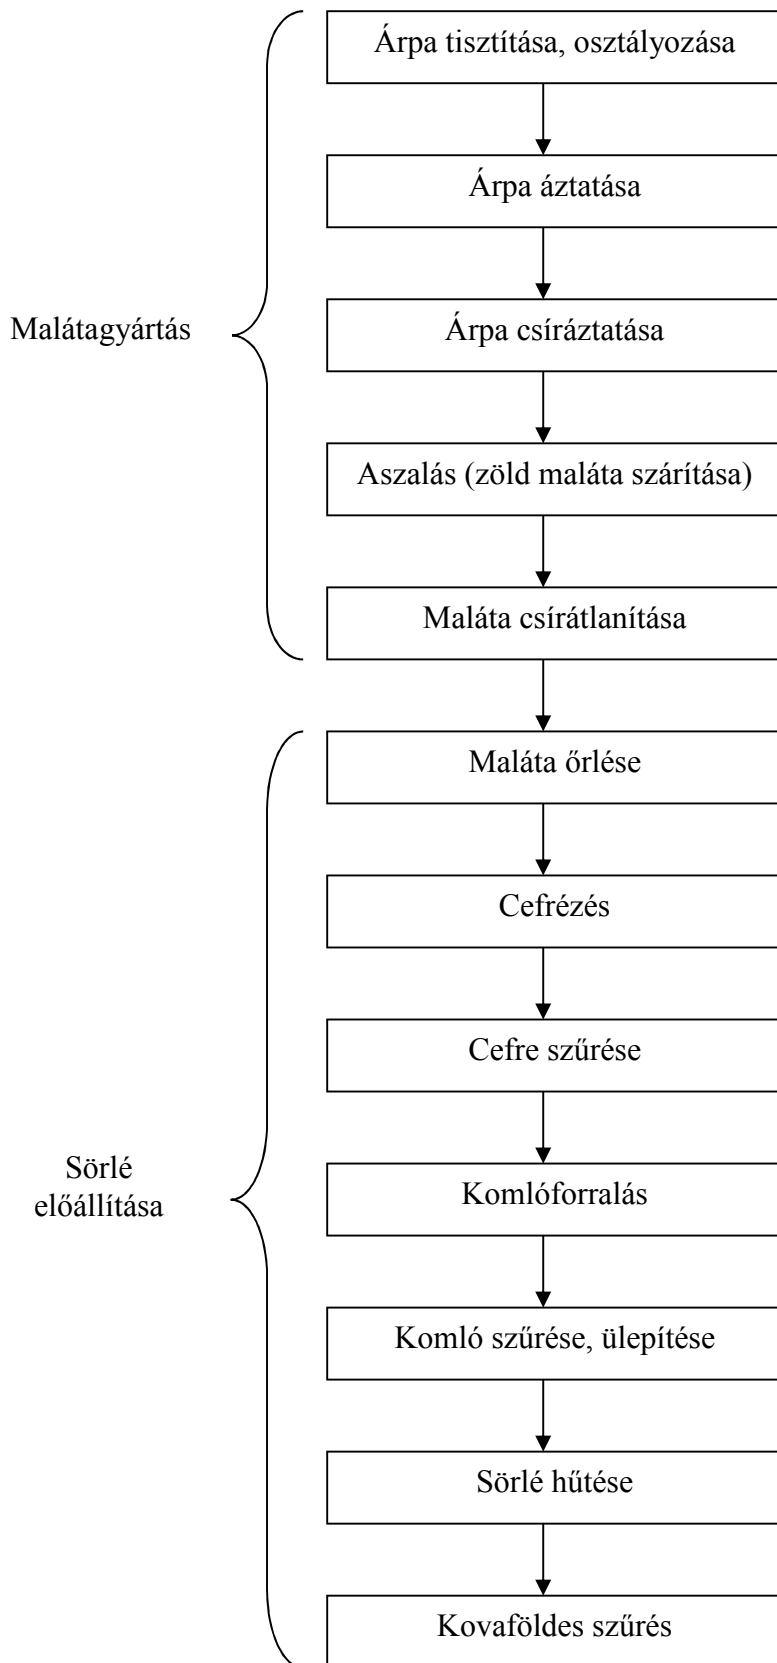 Árpa tisztítása, osztályozása
Árpa áztatása
Malátagyártás
Árpa csíráztatása
Aszalás (zöld maláta szárítása)
Maláta csírátlanítása
Maláta őrlése
Cefrézés
Cefre szűrése
Sörlé
előállítása
Komlóforralás
Komló szűrése, ülepítése
Sörlé hűtése
Kovaföldes szűrés